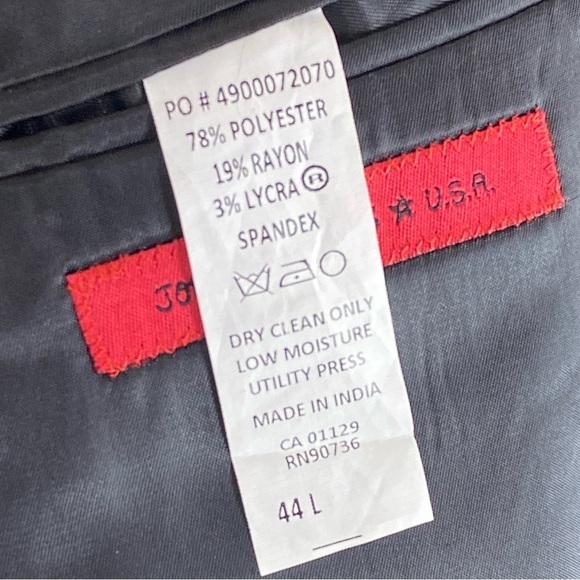 PO # 4900072070
78% POLYESTER
19% RAYON
3% LYCRA®
SPANDEX
DRY CLEAN ONLY
LOW MOISTURE
UTILITY PRESS
MADE IN INDIA
CA 01129
RN90736
44 L
JO
★ U.S.A.